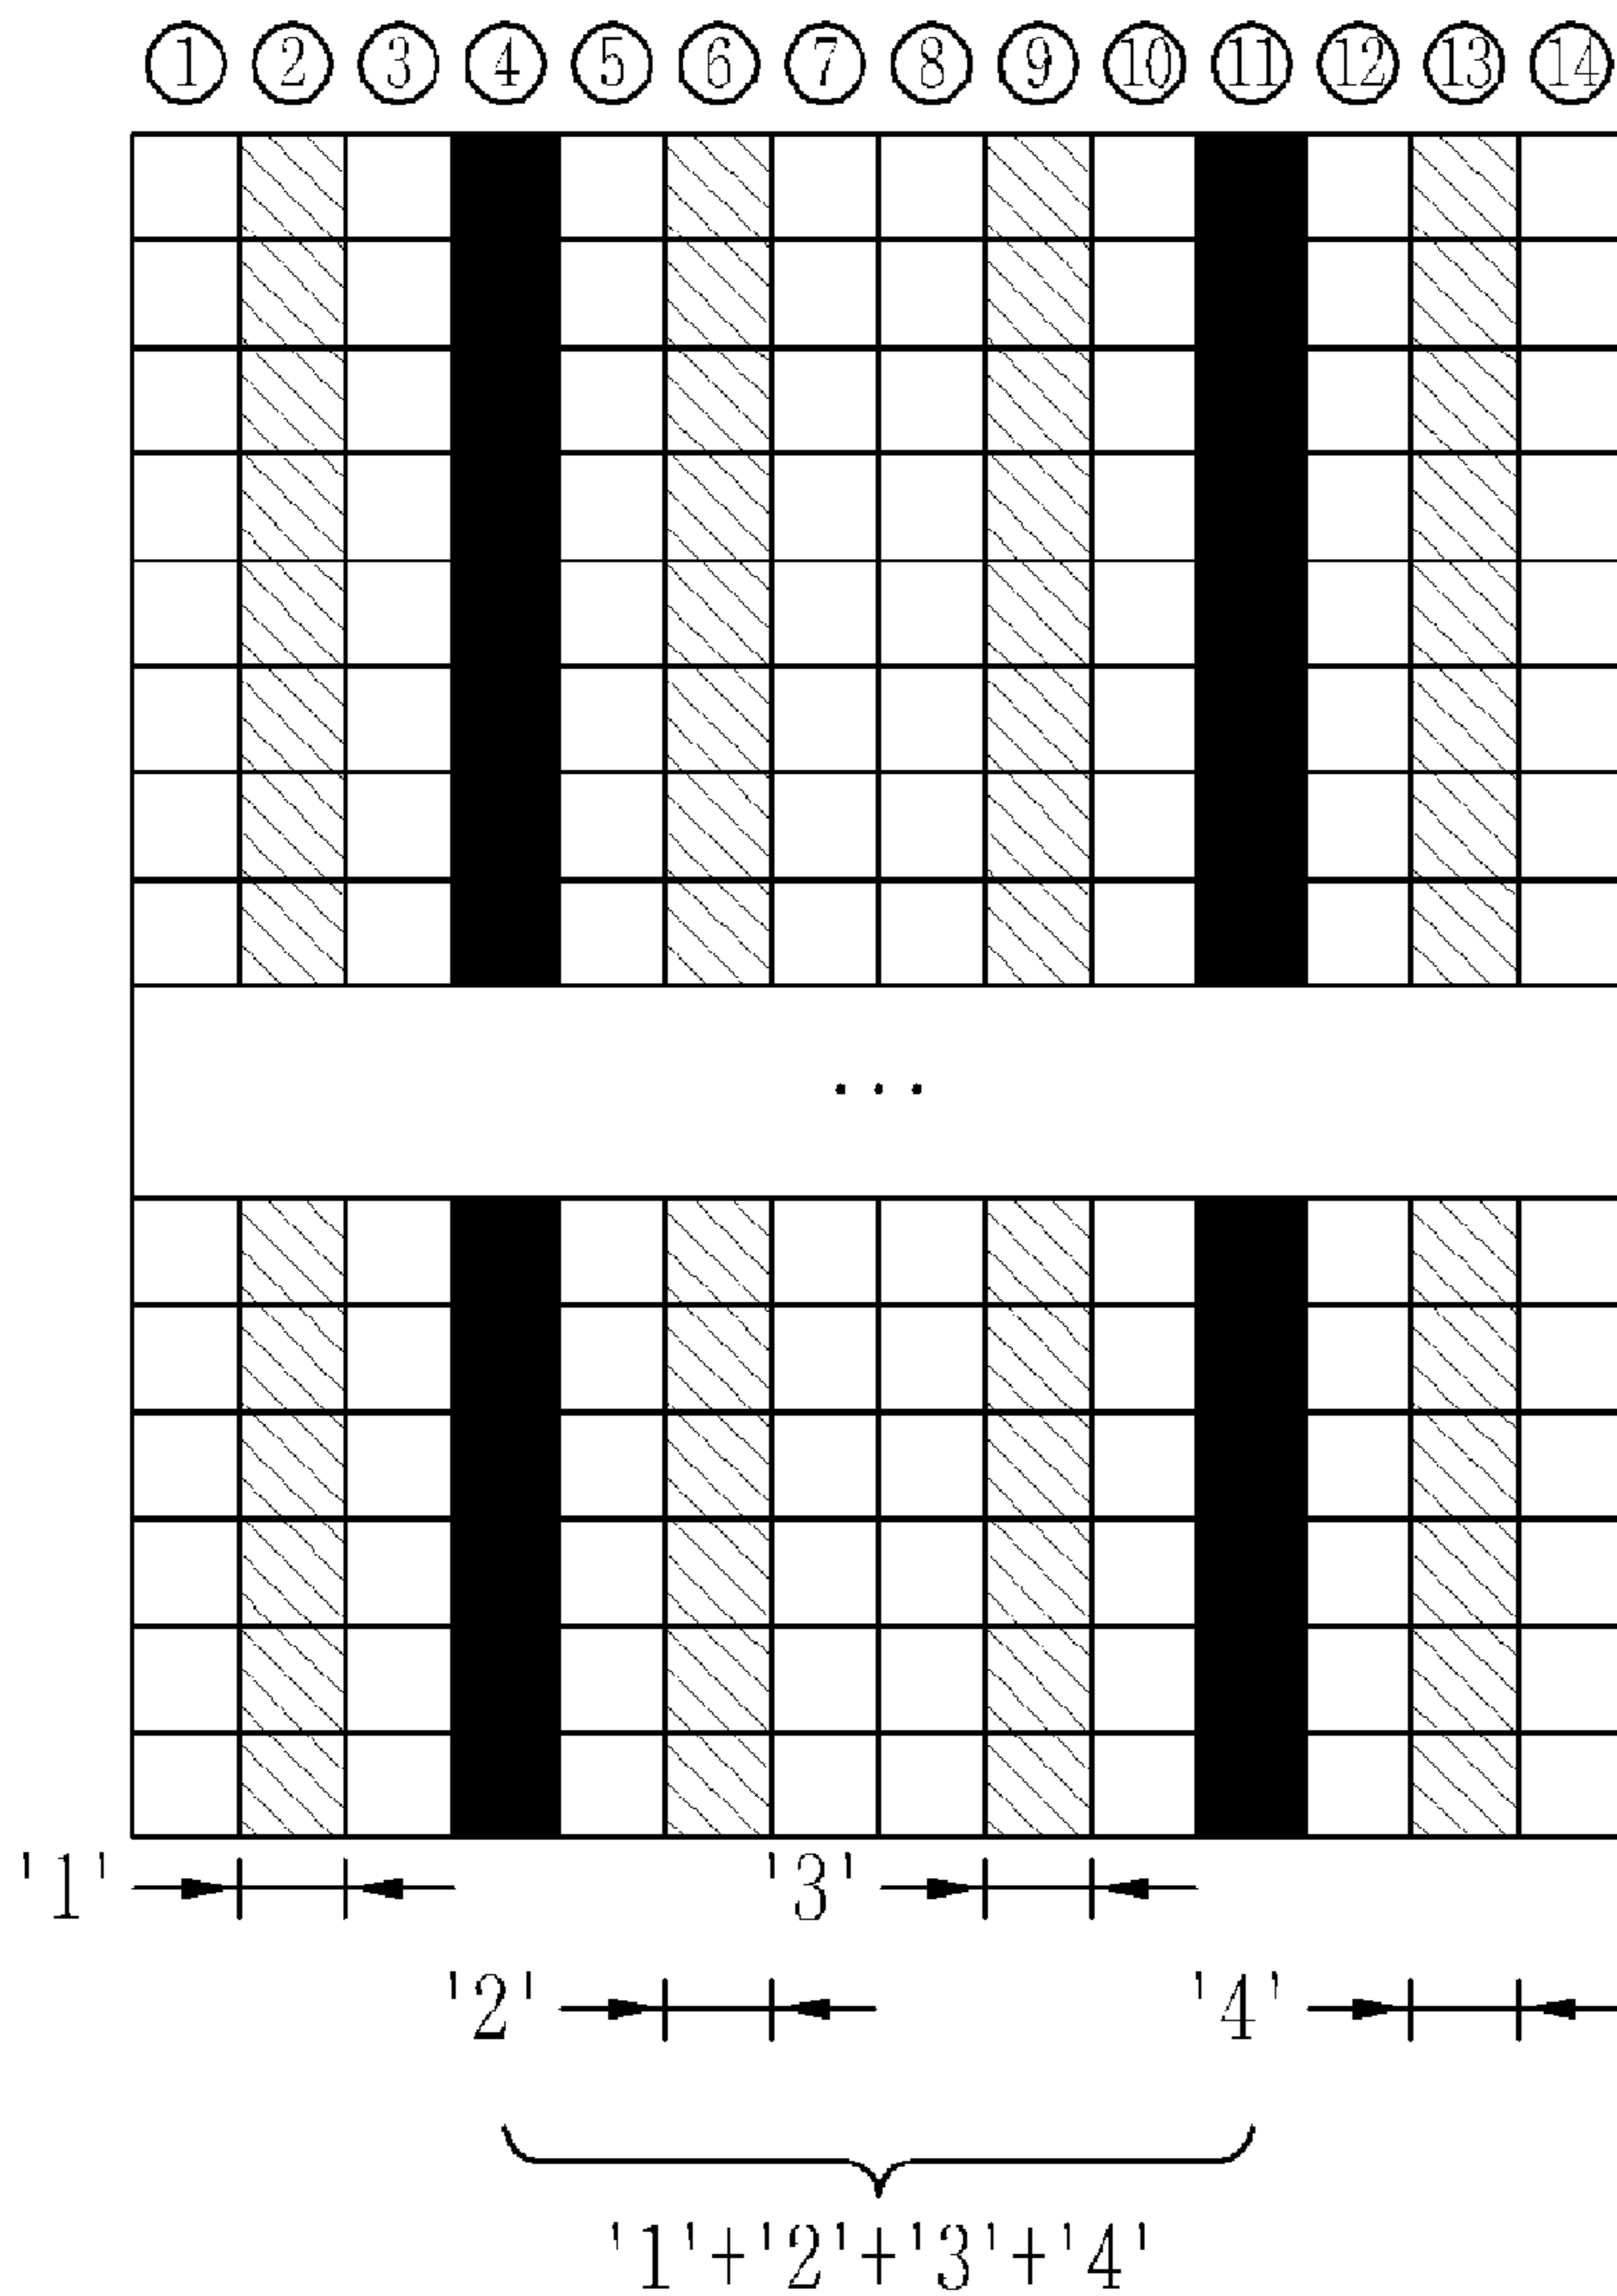 ① ② ③ ④ ⑤ ⑥ ⑦ ⑧ ⑨ ⑩ ⑪ ⑫ ⑬ ⑭
...
'1' '3'
'2' '4'
'1'+'2'+'3'+'4'